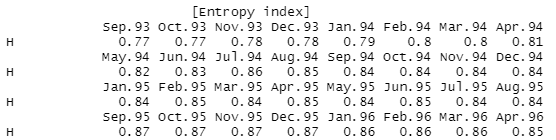 [Entropy index]
Sep.93 Oct.93 Nov.93 Dec.93 Jan.94 Feb.94 Mar.94 Apr.94
H 0.77 0.77 0.78 0.78 0.79 0.8 0.8 0.81
May.94 Jun.94 Jul.94 Aug.94 Sep.94 Oct.94 Nov.94 Dec.94
H 0.82 0.83 0.86 0.85 0.84 0.84 0.84 0.84
Jan.95 Feb.95 Mar.95 Apr.95 May.95 Jun.95 Jul.95 Aug.95
H 0.84 0.85 0.84 0.85 0.84 0.85 0.84 0.84
Sep.95 Oct.95 Nov.95 Dec.95 Jan.96 Feb.96 Mar.96 Apr.96
H 0.87 0.87 0.87 0.87 0.86 0.86 0.86 0.85